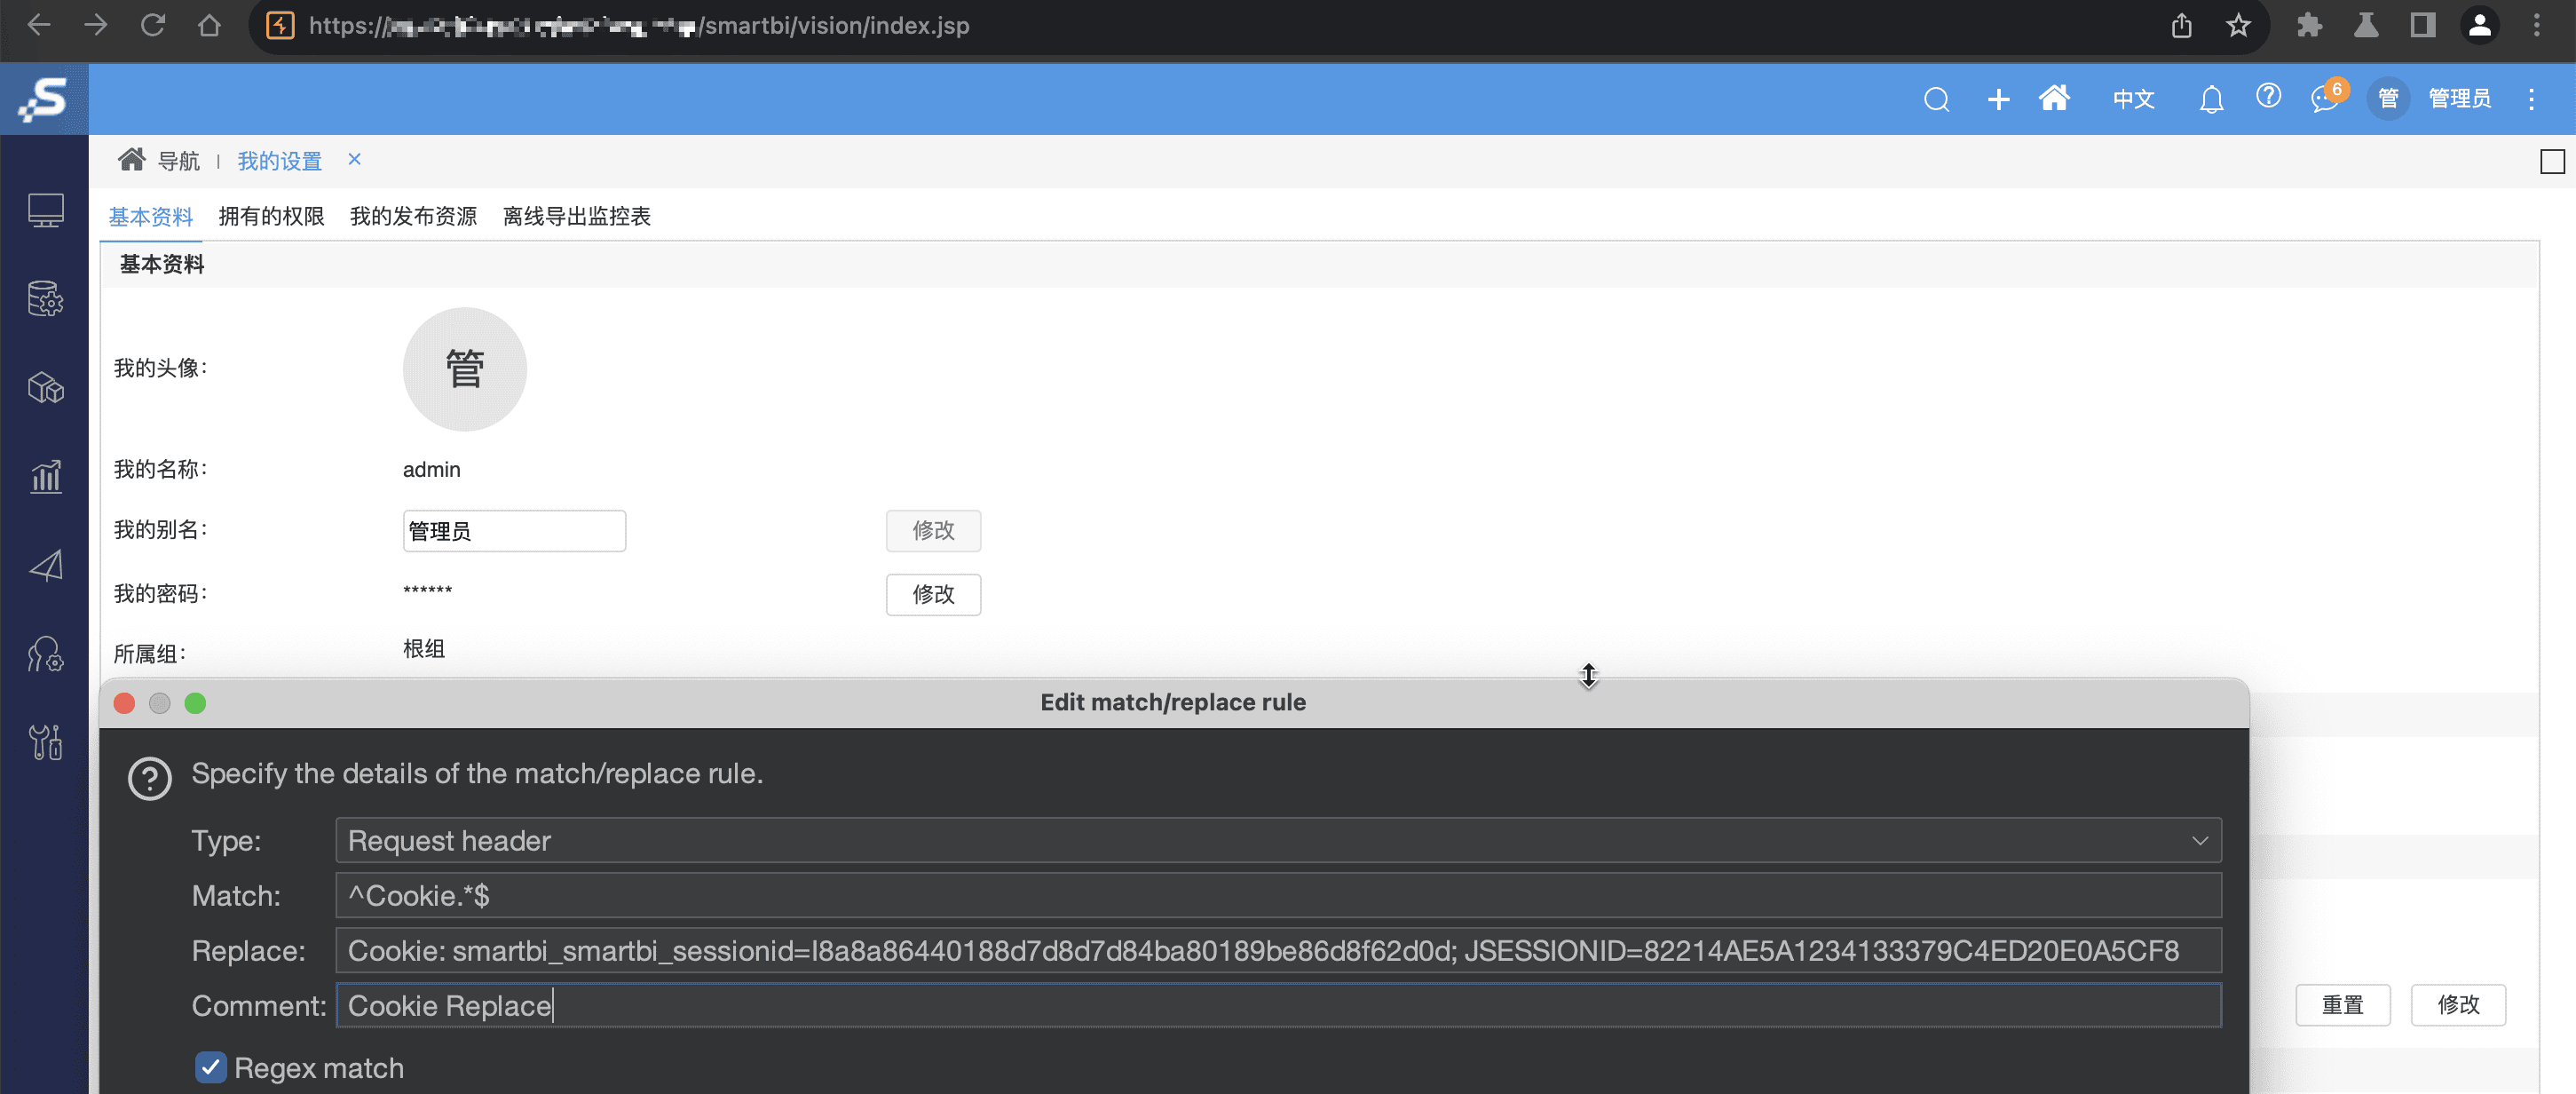 https://
/smartbi/vision/index.jsp
中文
6
管
管理员
导航
我的设置
基本资料 拥有的权限 我的发布资源 离线导出监控表
基本资料
我的头像:
管
我的名称:
admin
我的别名:
管理员
修改
我的密码:
******
修改
所属组:
根组
Edit match/replace rule
Specify the details of the match/replace rule.
Type: Request header
Match: ^Cookie.*$
Replace: Cookie: smartbi_smartbi_sessionid=I8a8a86440188d7d8d7d84ba80189be86d8f62d0d; JSESSIONID=82214AE5A1234133379C4ED20E0A5CF8
Comment: Cookie Replace
Regex match
重置
修改